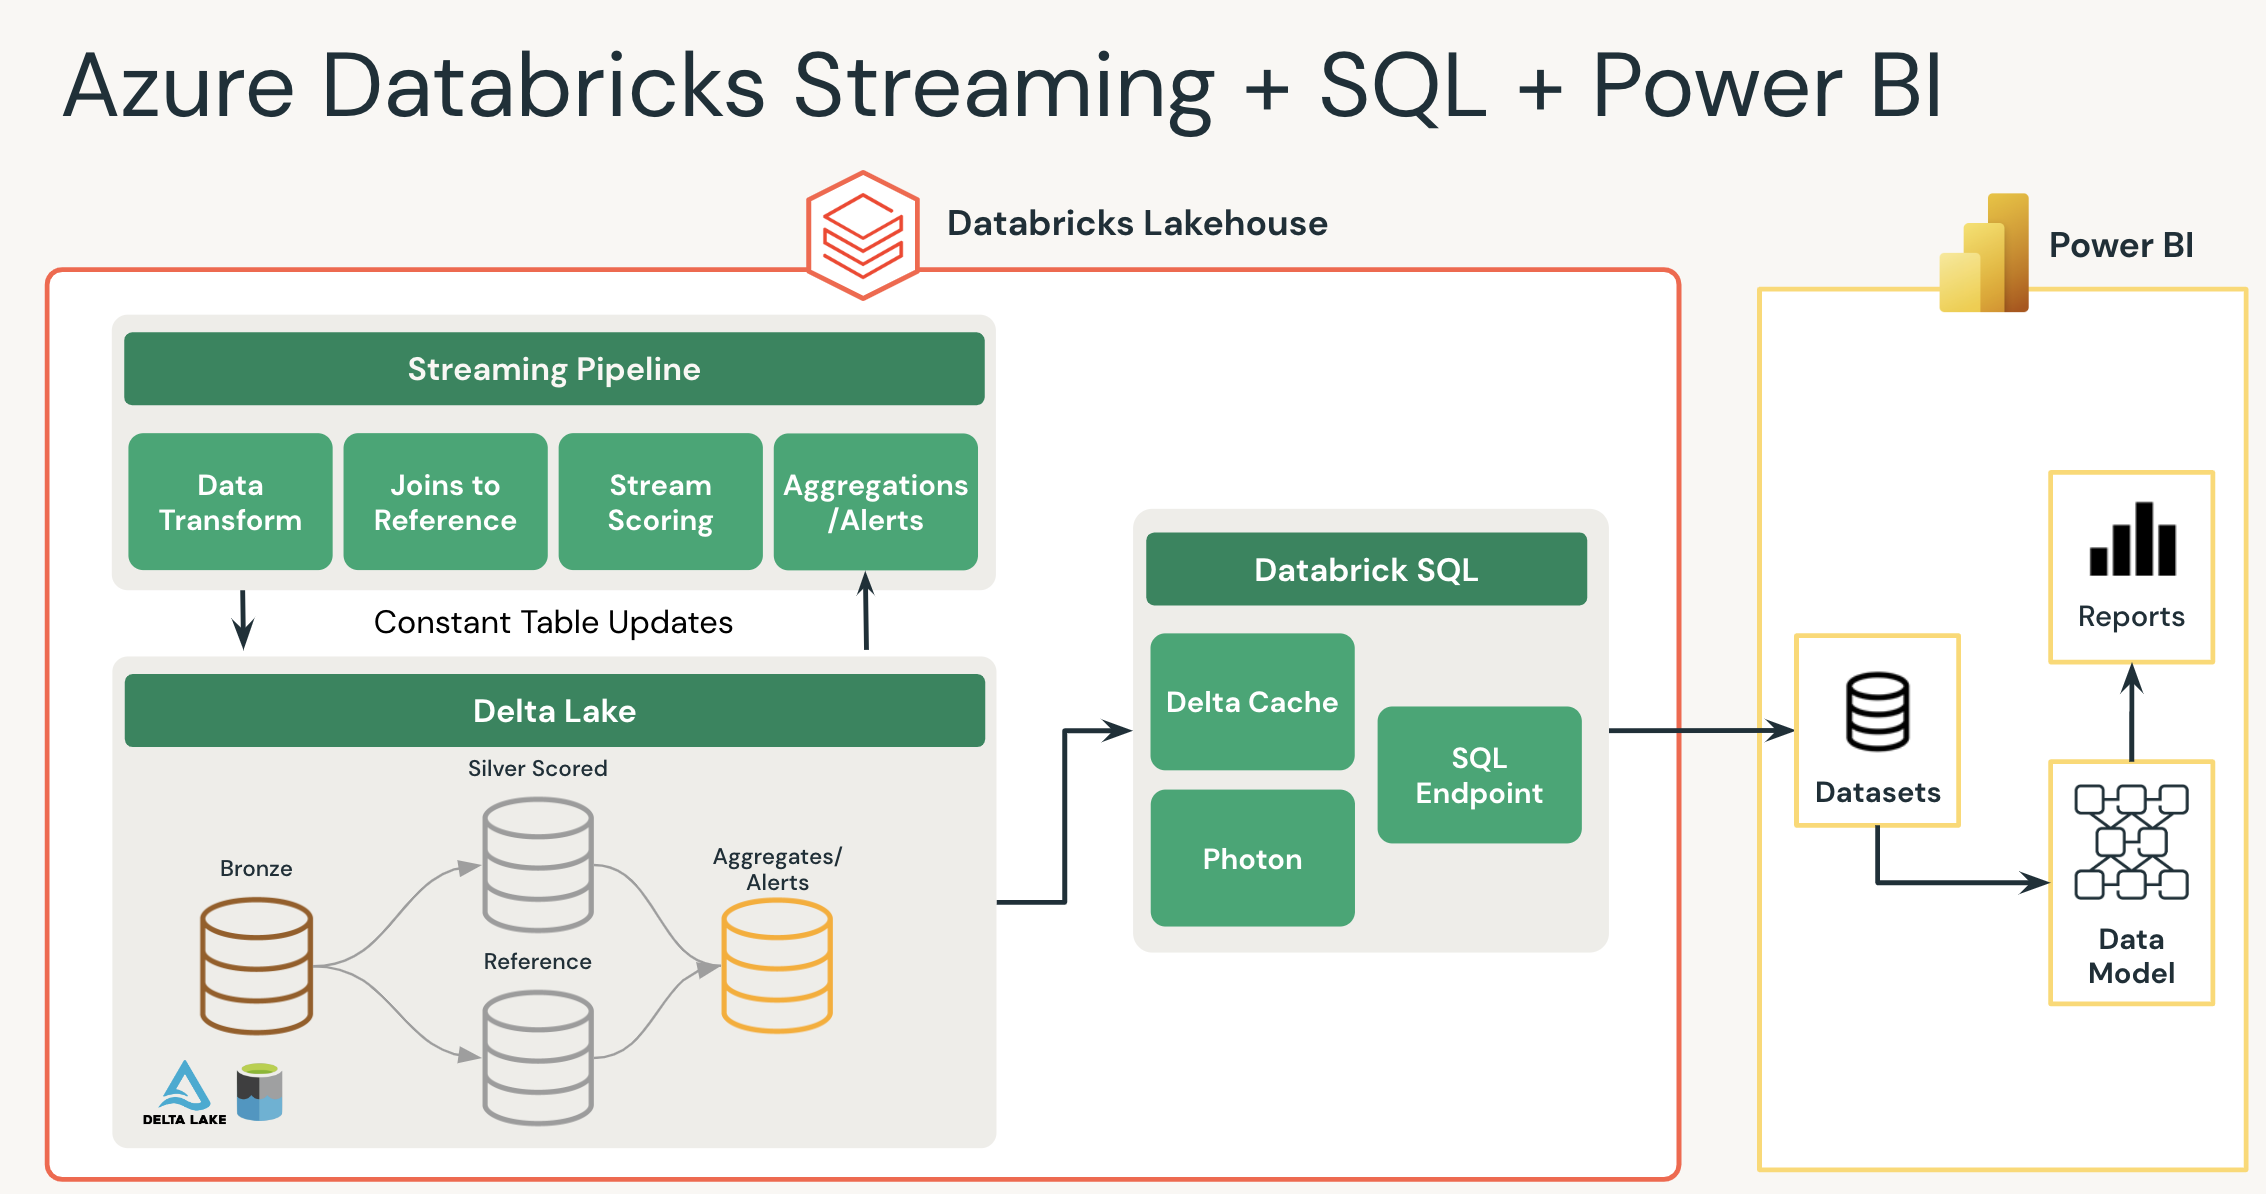 Azure Databricks Streaming + SQL + Power BI
Databricks Lakehouse
Power BI
Streaming Pipeline
Data
Transform
Joins to
Reference
Stream
Scoring
Aggregations
/Alerts
Constant Table Updates
Delta Lake
Silver Scored
Bronze
Aggregates/
Alerts
Reference
DELTA LAKE
Databrick SQL
Delta Cache
SQL
Endpoint
Photon
Datasets
Reports
Data
Model